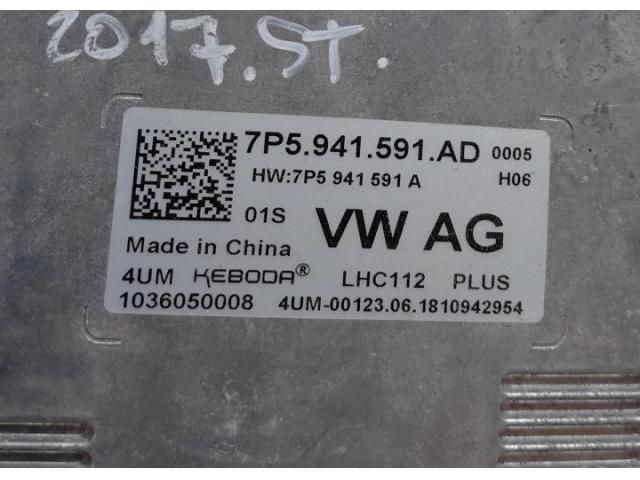 2017.ST.
7P5.941.591.AD 0005
HW:7P5 941 591 A H06
01S VW AG
Made in China
4UM KEBODA® LHC112 PLUS
1036050008 4UM-00123.06.1810942954